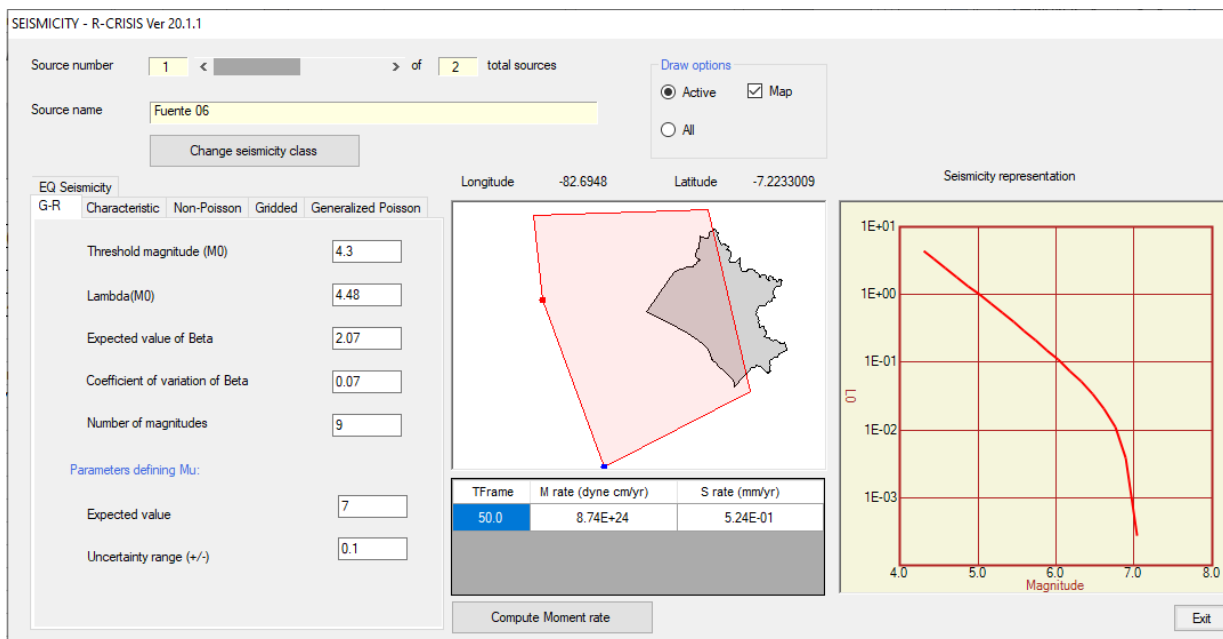 SEISMICITY - R-CRISIS Ver 20.1.1
Source number 1 < > of 2 total sources
Source name Fuente 06
Change seismicity class
Draw options
Active Map
All
EQ Seismicity
G-R Characteristic Non-Poisson Gridded Generalized Poisson
Threshold magnitude (M0) 4.3
Lambda(M0) 4.48
Expected value of Beta 2.07
Coefficient of variation of Beta 0.07
Number of magnitudes 9
Parameters defining Mu:
Expected value 7
Uncertainty range (+/-) 0.1
Longitude -82.6948 Latitude -7.2233009
TFrame M rate (dyne cm/yr) S rate (mm/yr)
50.0 8.74E+24 5.24E-01
Compute Moment rate
Seismicity representation
1E+01
1E+00
1E-01
L0
1E-02
1E-03
4.0 5.0 6.0 7.0 8.0
Magnitude
Exit